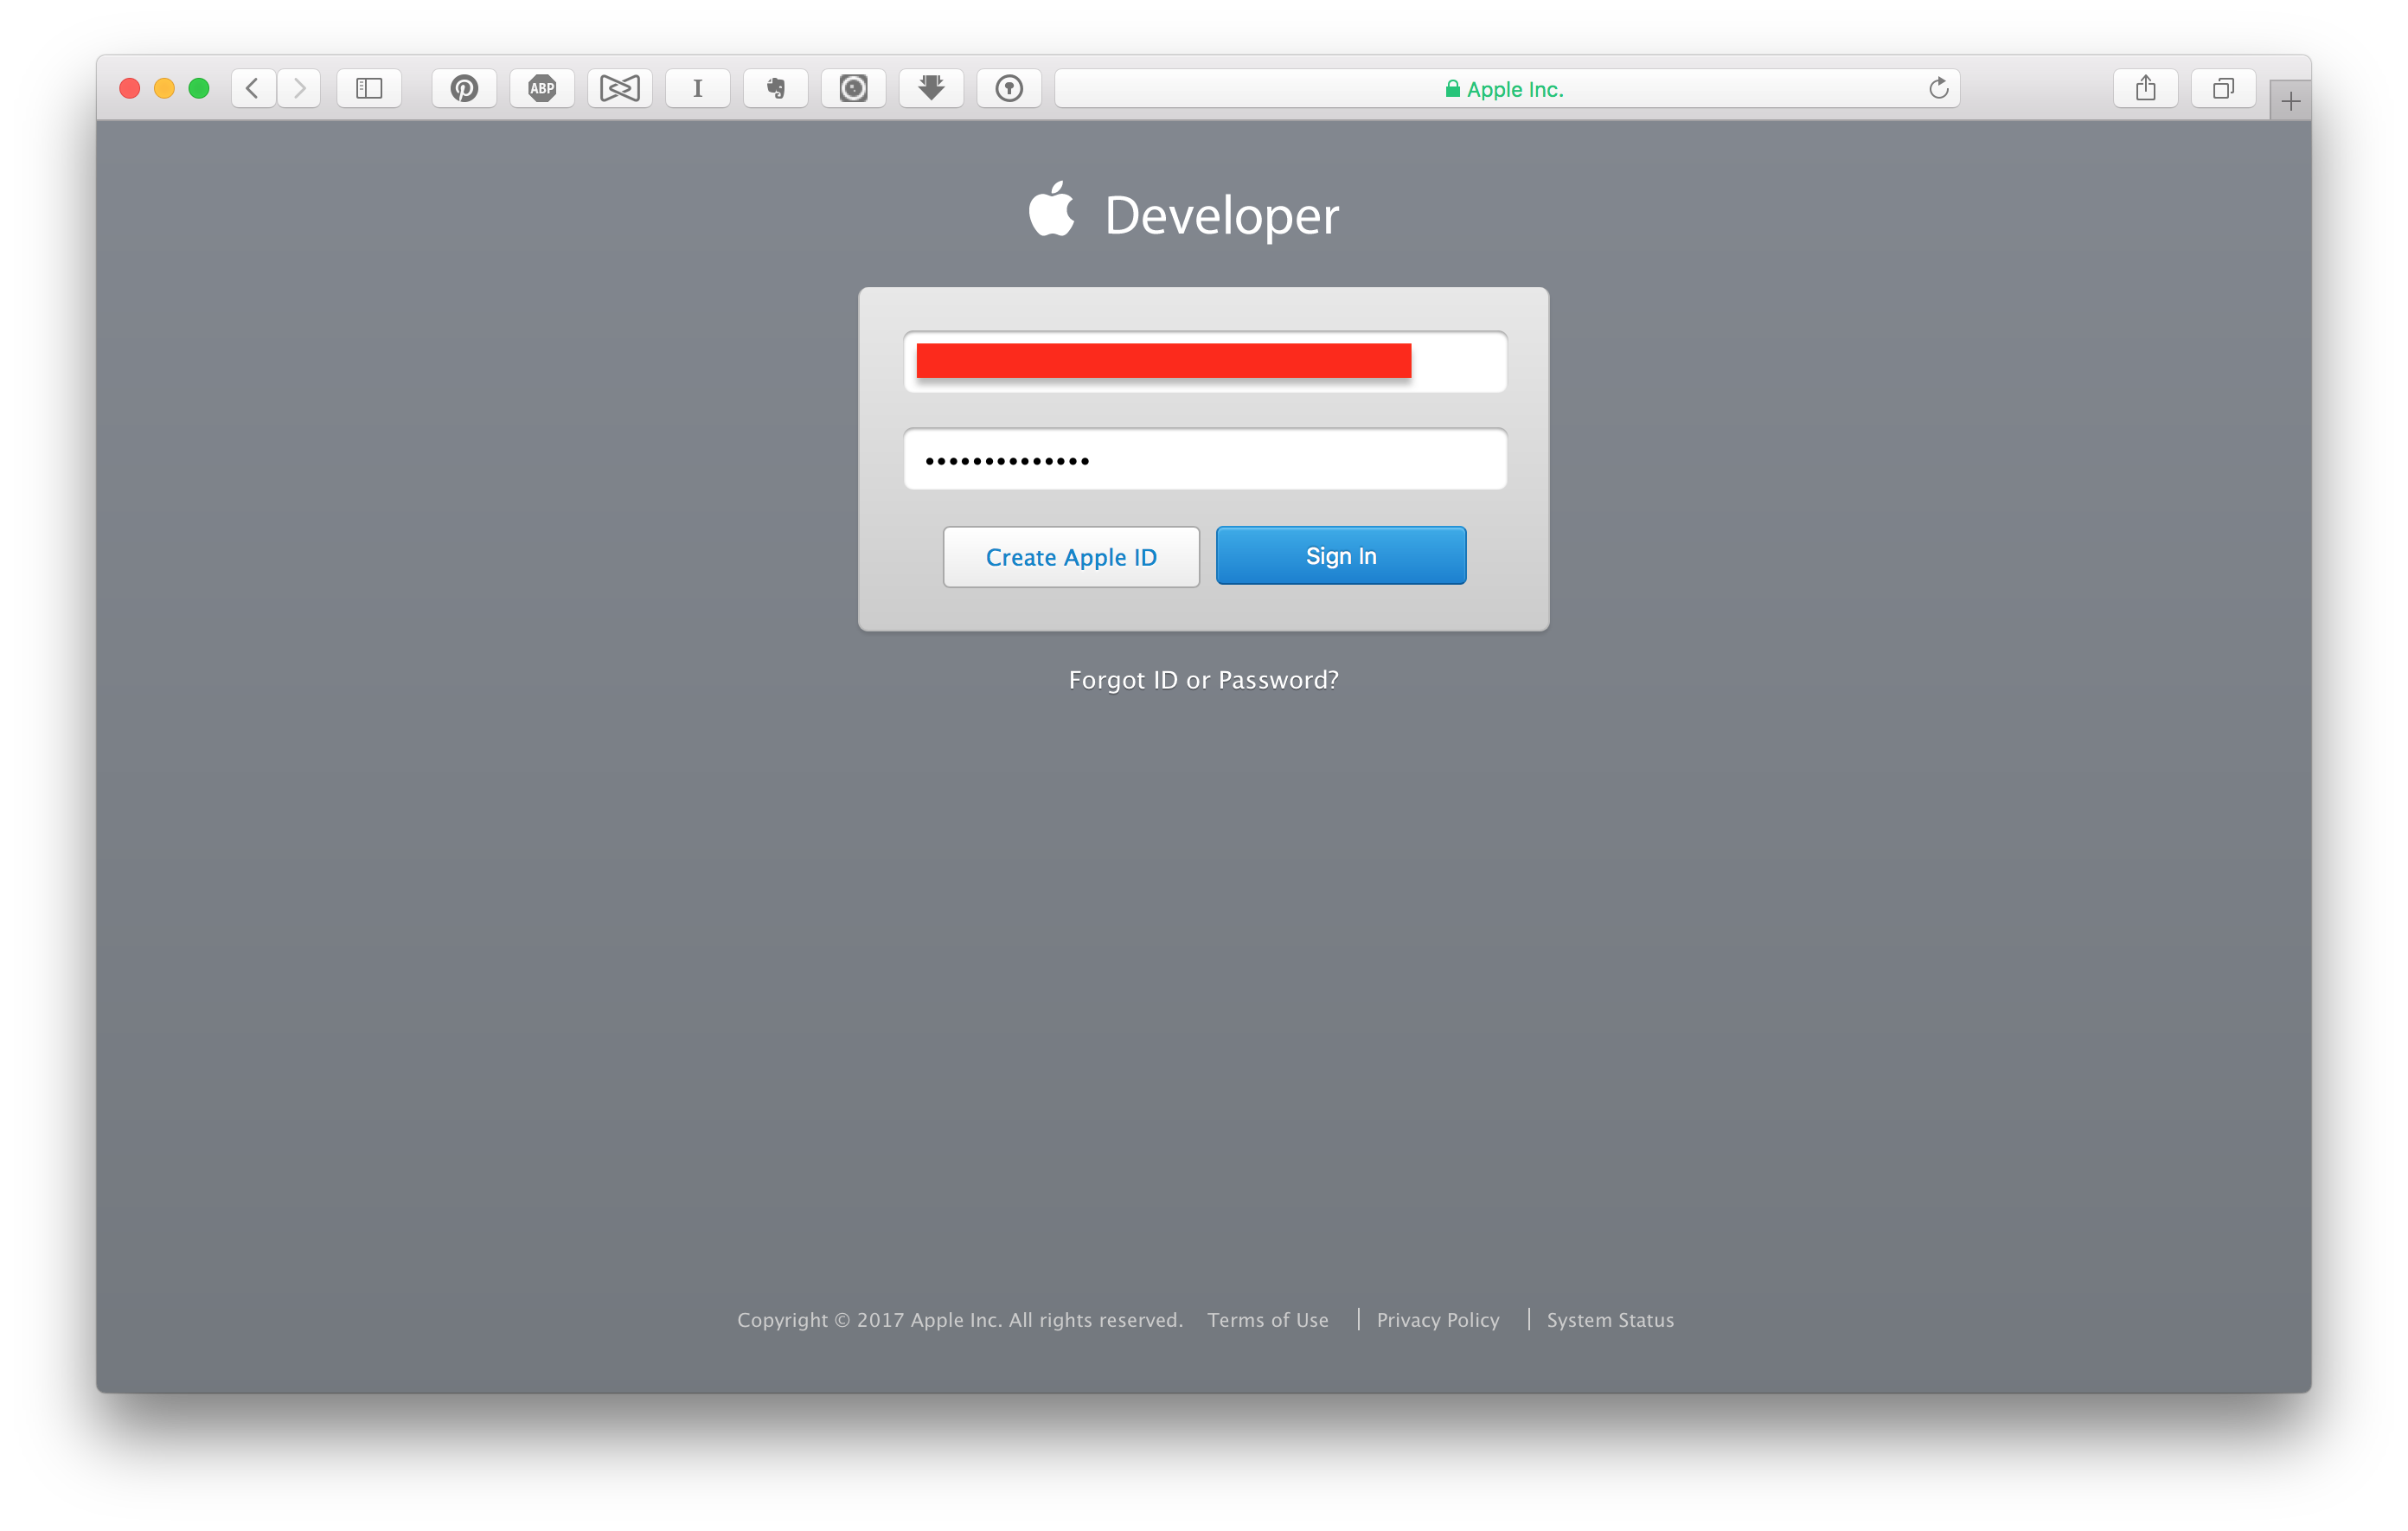 ABP
I
Apple Inc.
Developer
••••••••••••••
Create Apple ID
Sign In
Forgot ID or Password?
Copyright © 2017 Apple Inc. All rights reserved. Terms of Use | Privacy Policy | System Status